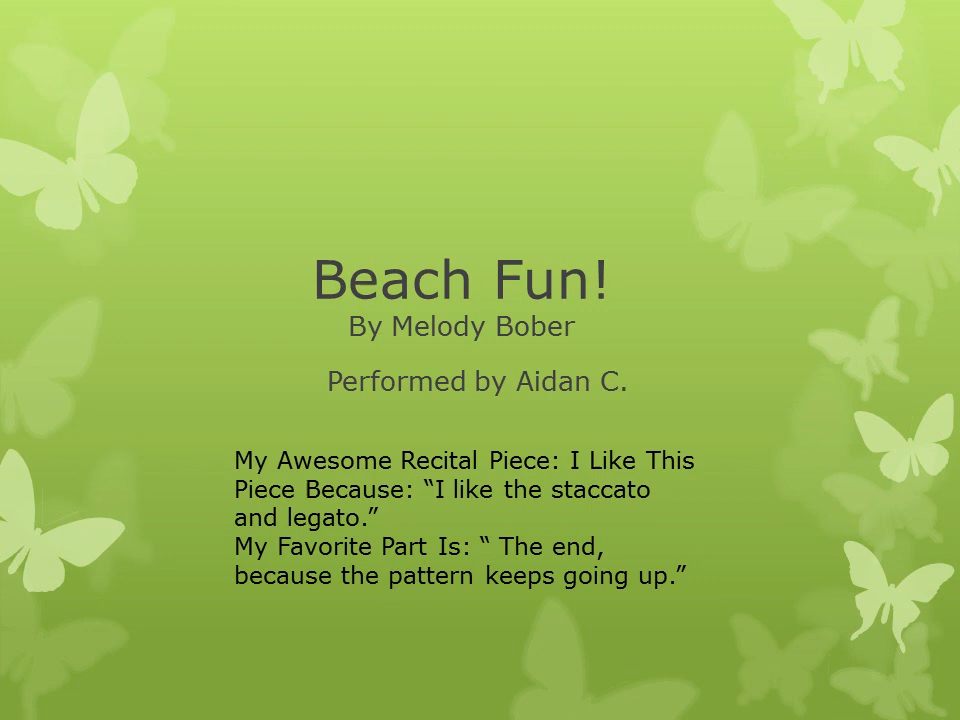 Beach Fun!
By Melody Bober
Performed by Aidan C.
My Awesome Recital Piece: I Like This
Piece Because: “I like the staccato
and legato.”
My Favorite Part Is: “ The end,
because the pattern keeps going up.”